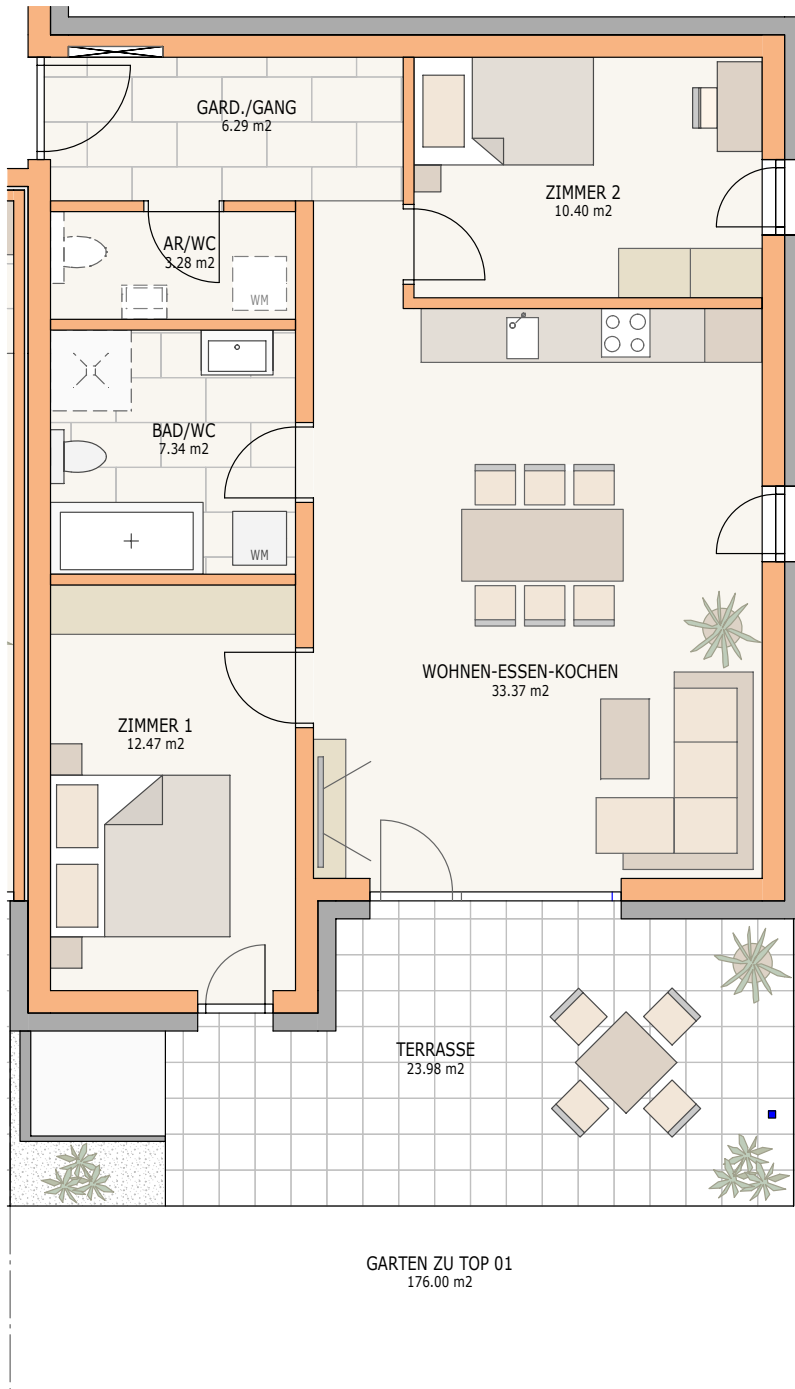 GARD./GANG
6.29 m2
ZIMMER 2
10.40 m2
AR/WC
3.28 m2
WM
BAD/WC
7.34 m2
WM
WOHNEN-ESSEN-KOCHEN
33.37 m2
ZIMMER 1
12.47 m2
TERRASSE
23.98 m2
GARTEN ZU TOP 01
176.00 m2